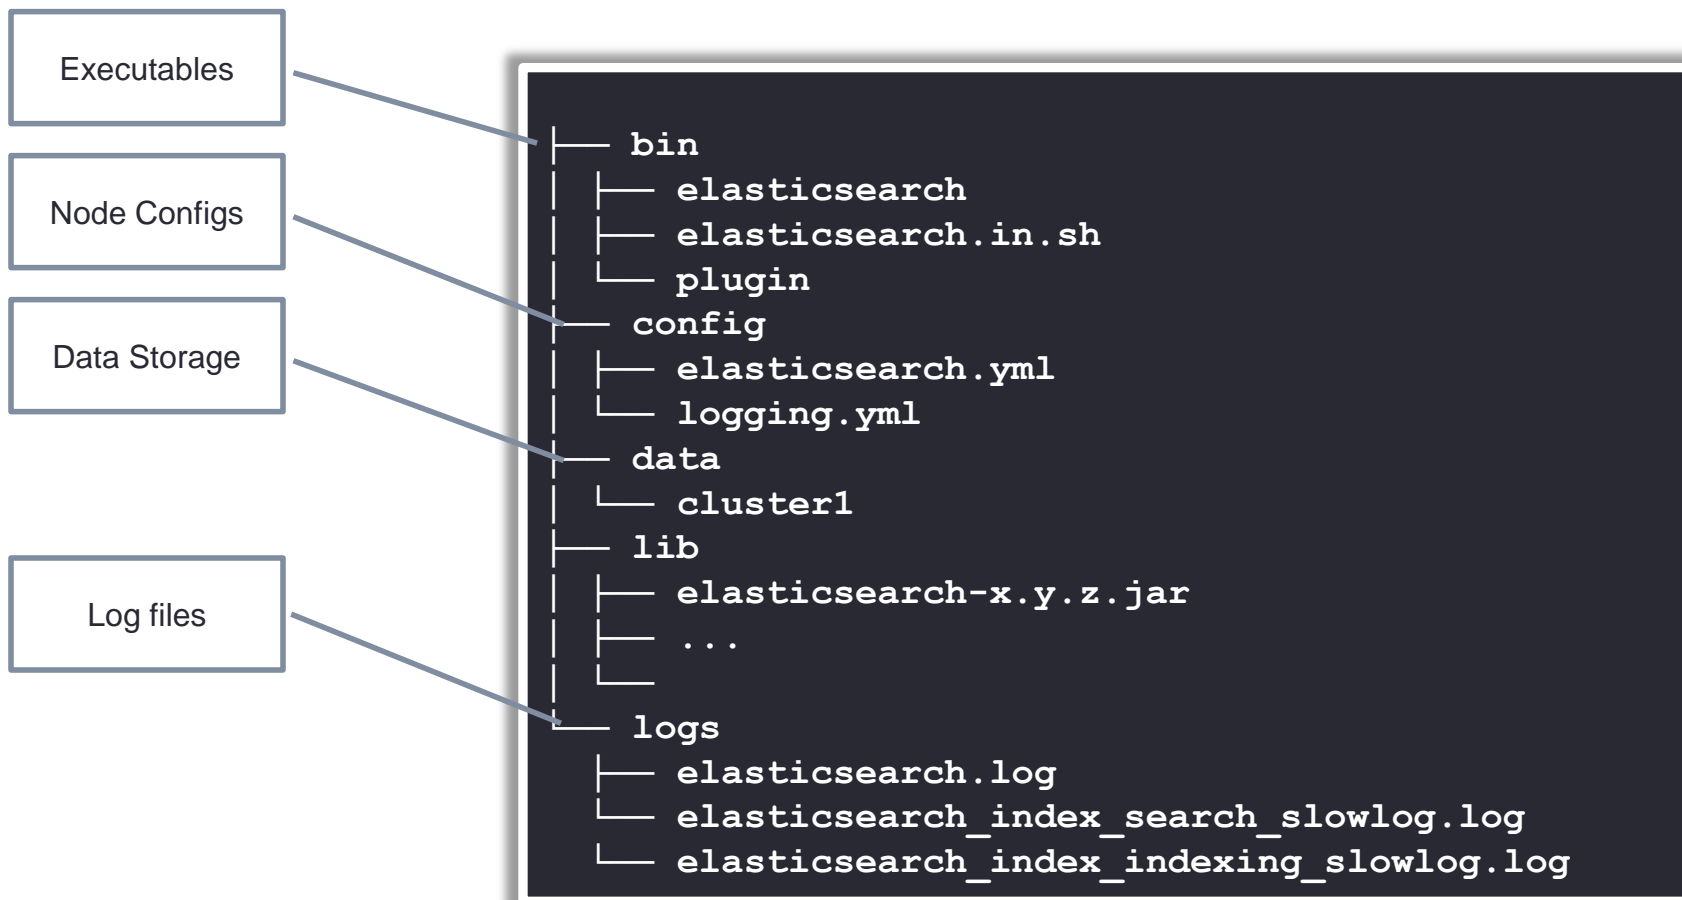 Executables
Node Configs
Data Storage
Log files
├── bin
│ ├── elasticsearch
│ ├── elasticsearch.in.sh
│ └── plugin
├── config
│ ├── elasticsearch.yml
│ └── logging.yml
├── data
│ └── cluster1
├── lib
│ ├── elasticsearch-x.y.z.jar
│ ├── ...
│ └──
└── logs
  ├── elasticsearch.log
  └── elasticsearch_index_search_slowlog.log
  └── elasticsearch_index_indexing_slowlog.log